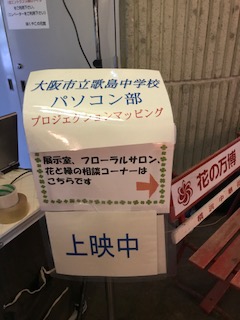 大阪市立歌島中学校
パソコン部
プロジェクションマッピング
展示室、フローラルサロン、
花と緑の相談コーナーは
こちらです
上映中
花の万博